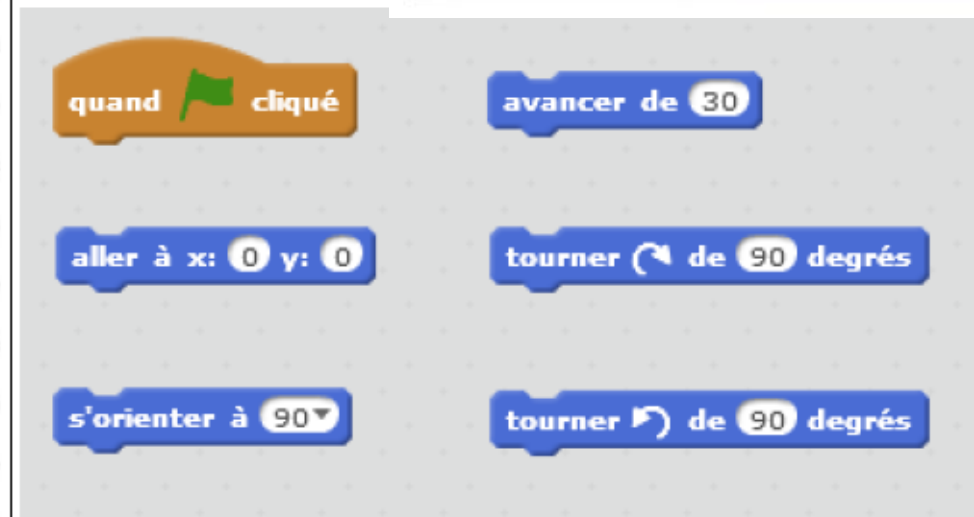 quand cliqué
avancer de 30
aller à x: 0 y: 0
tourner de 90 degrés
s'orienter à 90
tourner de 90 degrés